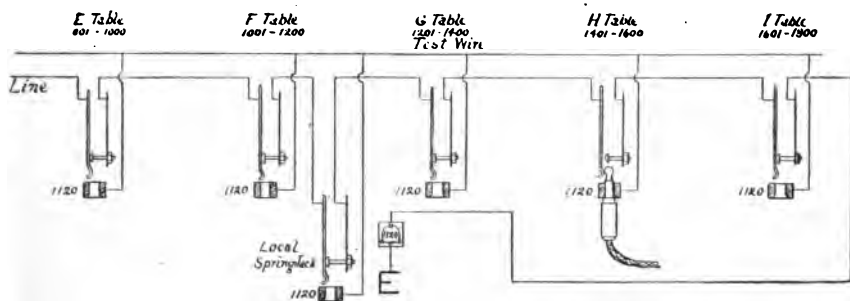 E Table
801-1000
F Table
1001-1200
G Table
1201-1400
H Table
1401-1600
I Table
1601-1800
Test Wire
Line
1120
1120
1120
1120
1120
Local
Springjack
1120
1120
E